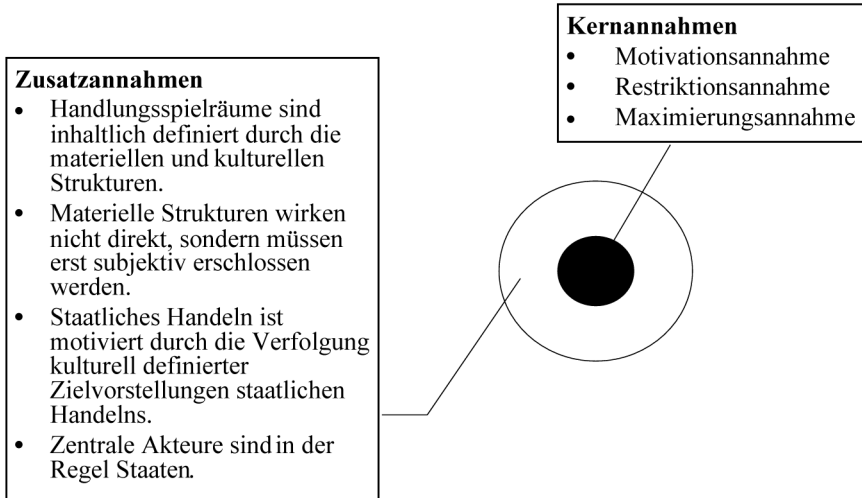 Kernannahmen
• Motivationsannahme
• Restriktionsannahme
• Maximierungsannahme
Zusatzannahmen
• Handlungsspielräume sind
inhaltlich definiert durch die
materiellen und kulturellen
Strukturen.
• Materielle Strukturen wirken
nicht direkt, sondern müssen
erst subjektiv erschlossen
werden.
• Staatliches Handeln ist
motiviert durch die Verfolgung
kulturell definierter
Zielvorstellungen staatlichen
Handelns.
• Zentrale Akteure sind in der
Regel Staaten.